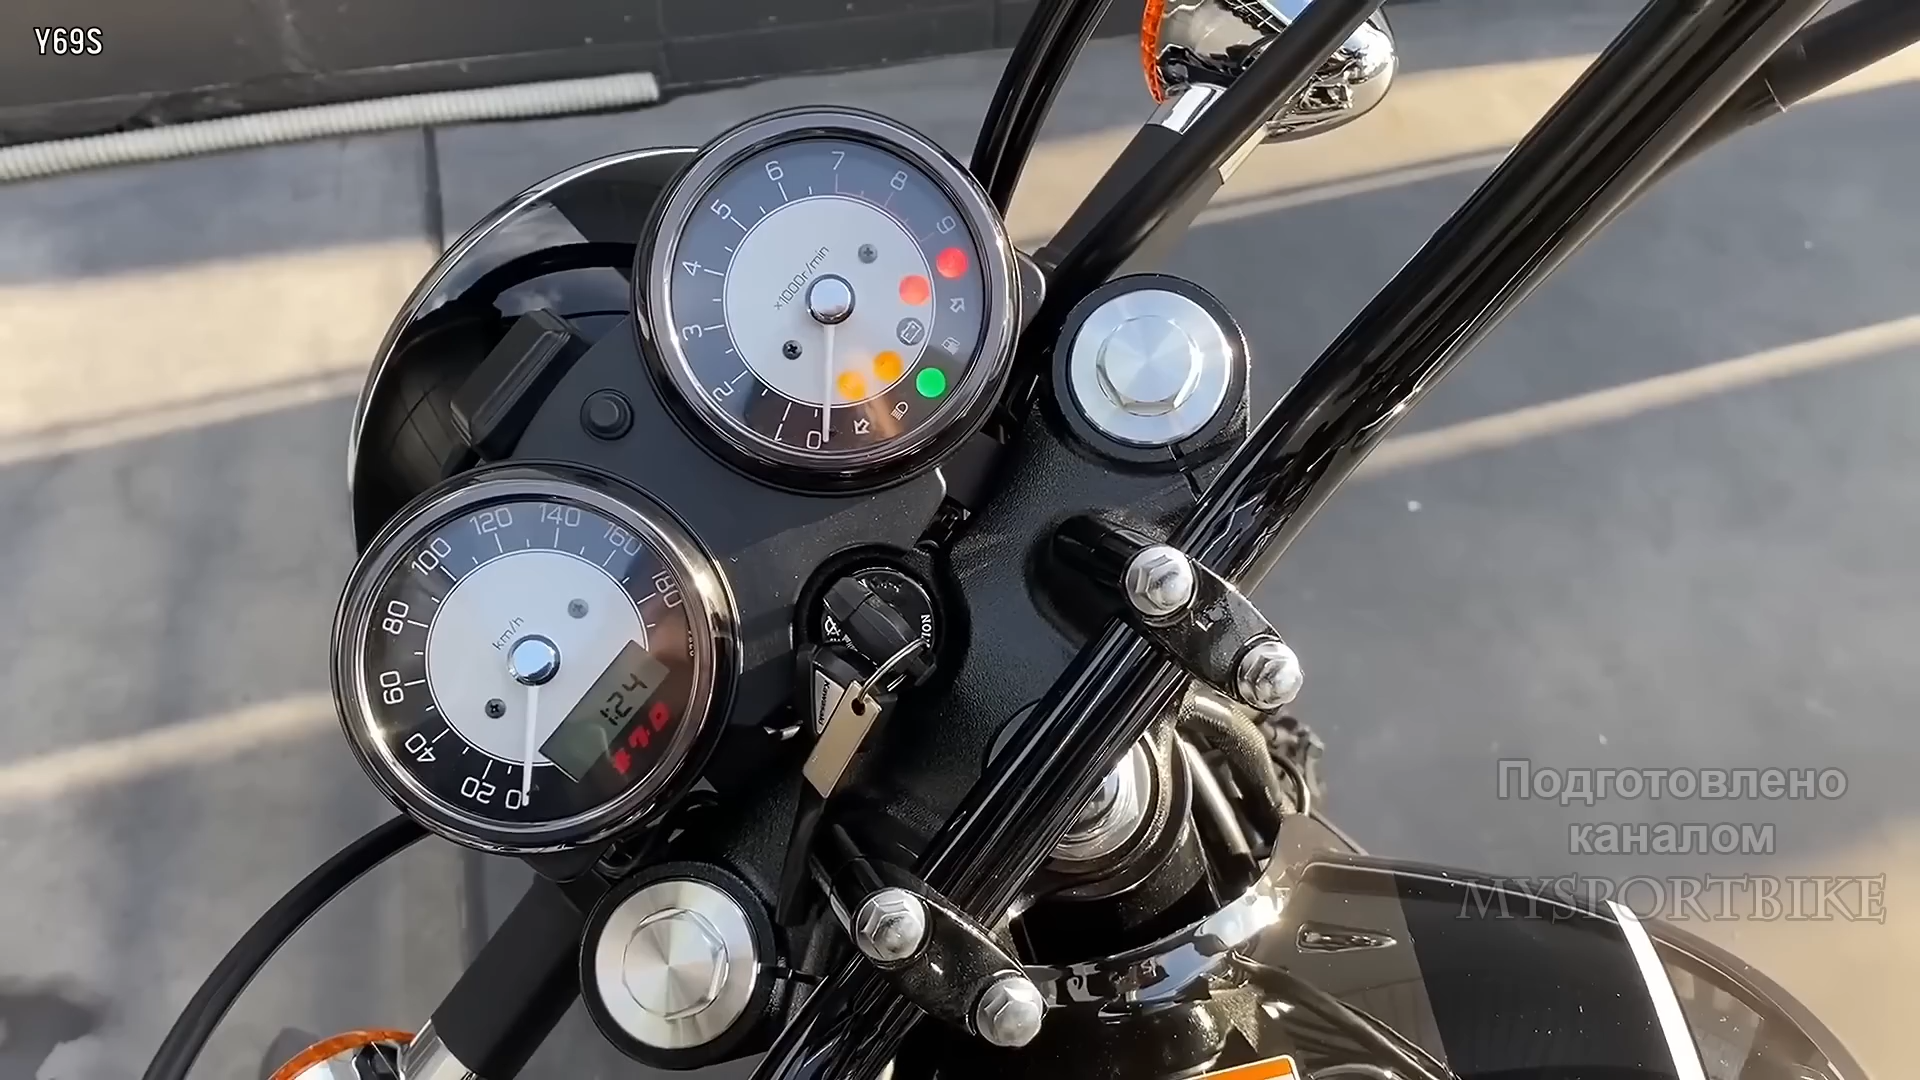 Y69S
0 1 2 3 4 5 6 7 8 9
x1000r/min
0 20 40 60 80 100 120 140 160 180
km/h
1:24
Kawasaki
Подготовлено
каналом
MYSPORTBIKE